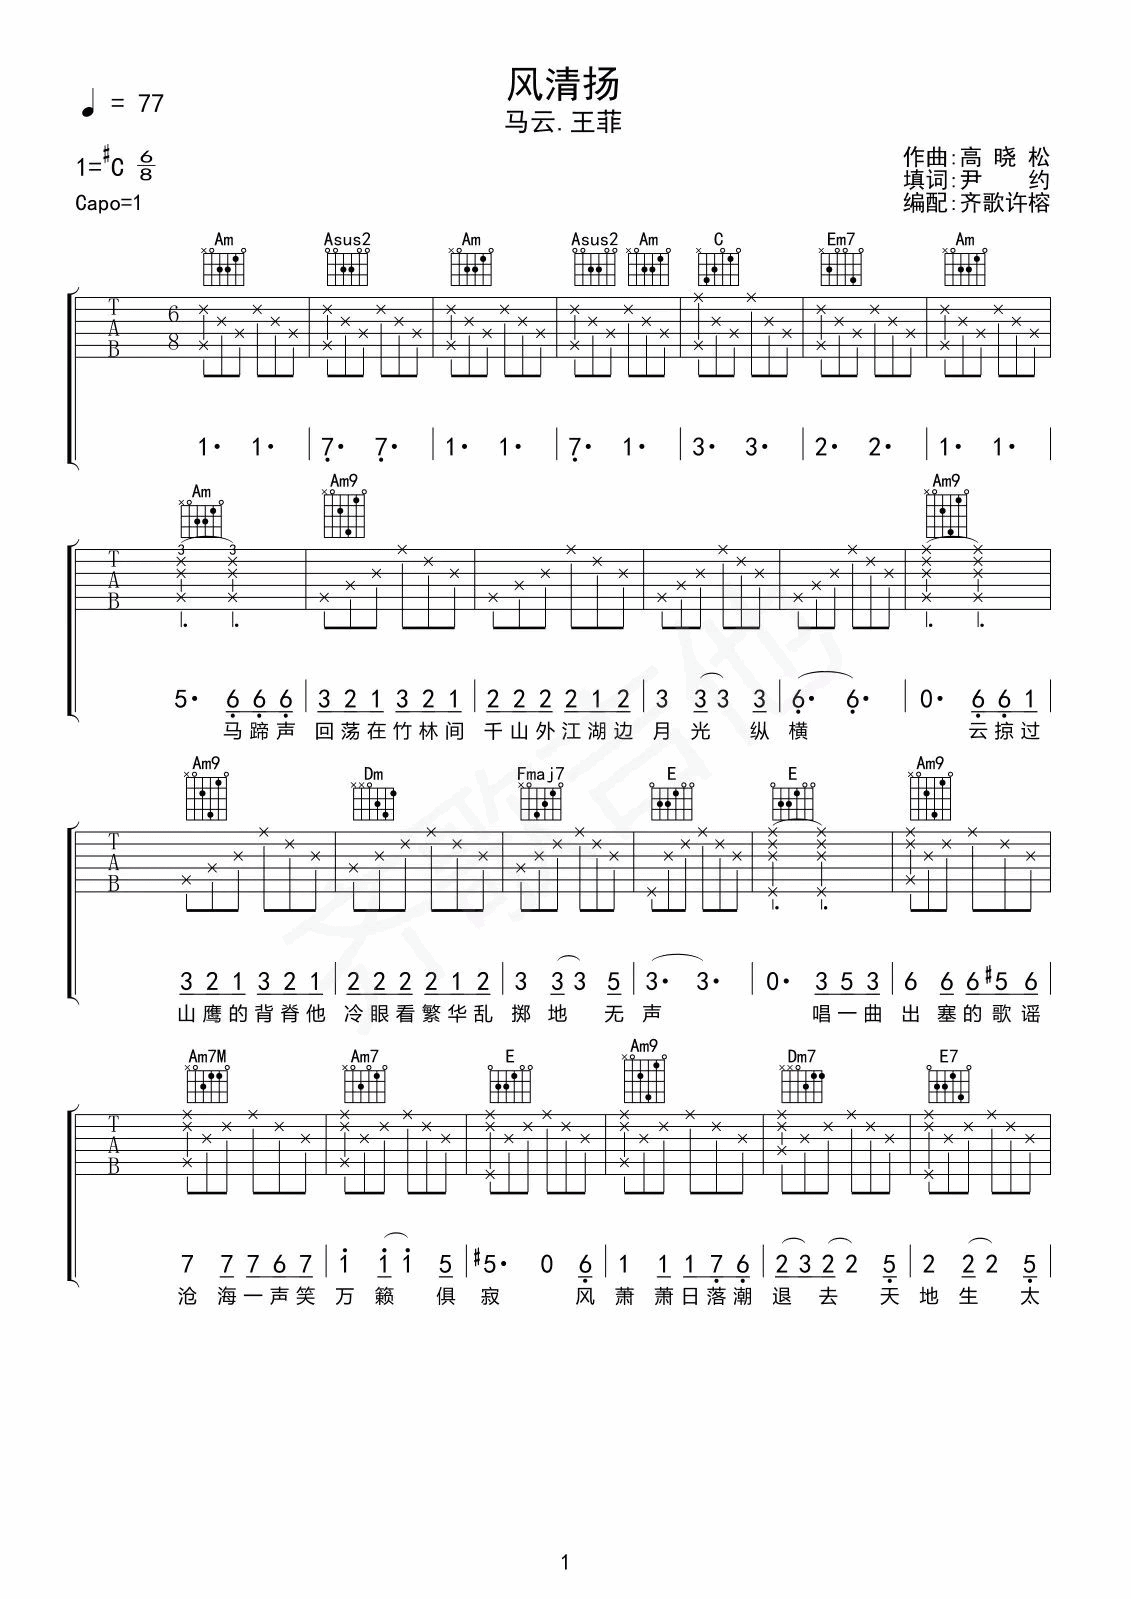 风清扬
马云.王菲
♩ = 77
1=#C 6/8
Capo=1
作曲:高 晓 松
填词:尹 约
编配:齐歌许榕
Am Asus2 Am Asus2 Am C Em7 Am
T A B 6 8
1· 1· | 7· 7· | 1· 1· | 7· 1· | 3· 3· | 2· 2· | 1· 1·
Am Am9 Am9
T A B 3 3
5· 6 6 6 | 3 2 1 3 2 1 | 2 2 2 2 1 2 | 3 3 3 3 | 6· 6· | 0· 6 6 1
马蹄声 回荡在竹林间 千山外江湖边 月光 纵横 云掠过
Am9 Dm Fmaj7 E E Am9
T A B
3 2 1 3 2 1 | 2 2 2 2 1 2 | 3 3 3 5 | 3· 3· | 0· 3 5 3 | 6 6 6 #5 6
山鹰的背脊他 冷眼看繁华乱 掷地 无声 唱一曲 出塞的歌谣
Am7M Am7 E Am9 Dm7 E7
T A B
7 7 7 6 7 | 1 1 1 5 | #5· 0 6 | 1 1 1 7 6 | 2 3 2 2 5 | 2 2 2 5
沧海一声笑 万籁 俱寂 风萧萧日落潮 退去 天地生 太
齐歌吉他
1